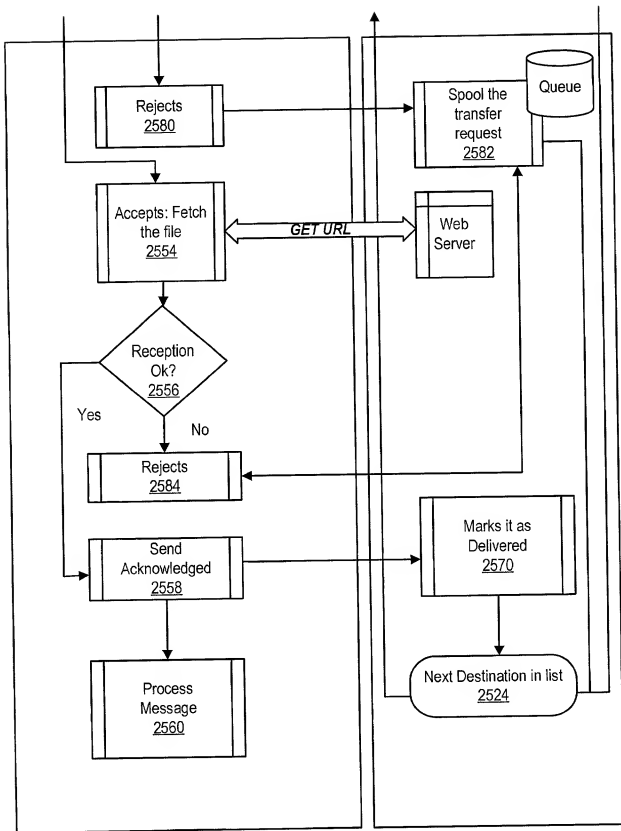 Rejects
2580
Spool the
transfer
request
2582
Queue
Accepts: Fetch
the file
2554
GET URL
Web
Server
Reception
Ok?
2556
Yes
No
Rejects
2584
Send
Acknowledged
2558
Marks it as
Delivered
2570
Process
Message
2560
Next Destination in list
2524